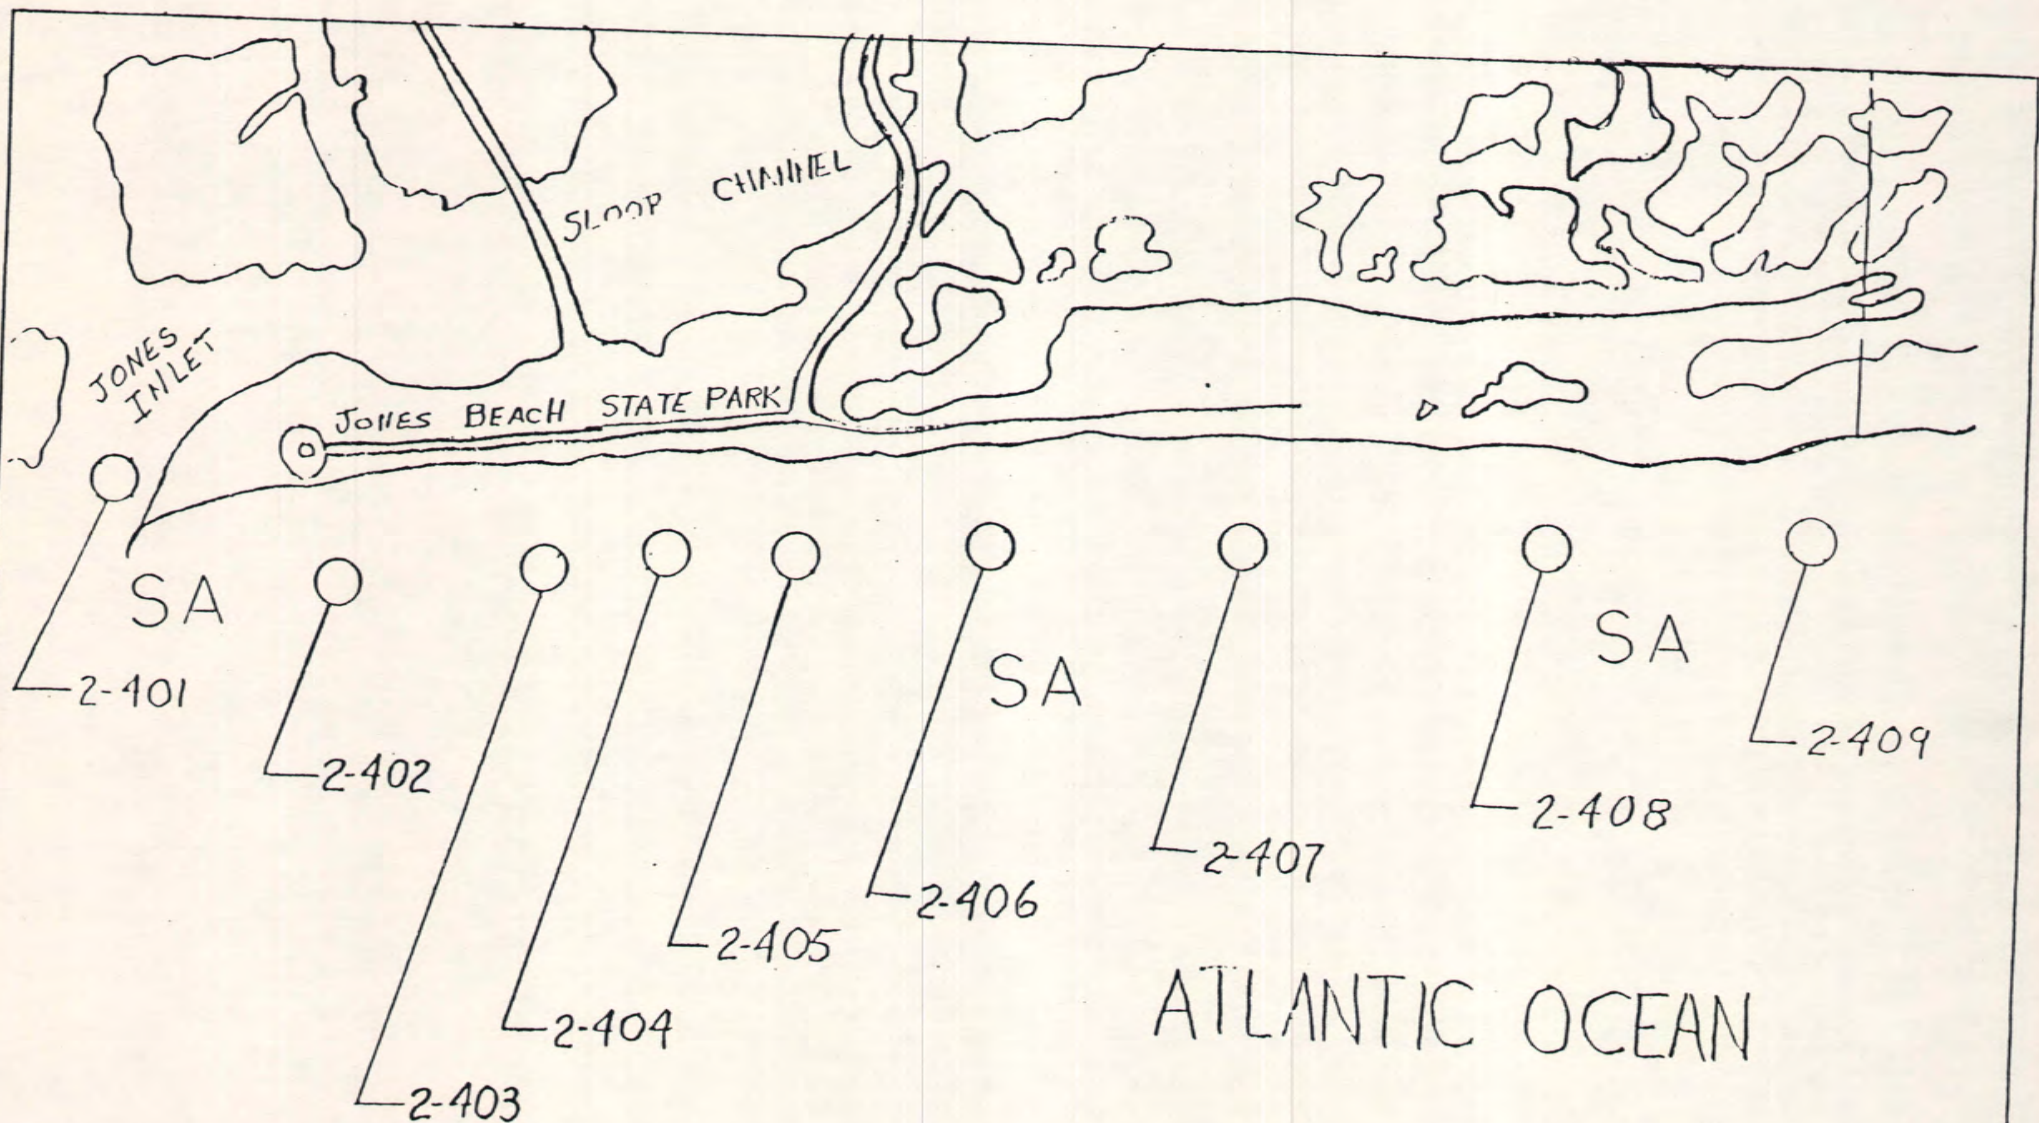 SLOOP CHANNEL
JONES
INLET
JONES BEACH STATE PARK
SA
SA
SA
2-401
2-402
2-409
2-408
2-407
2-406
2-405
2-404
2-403
ATLANTIC OCEAN